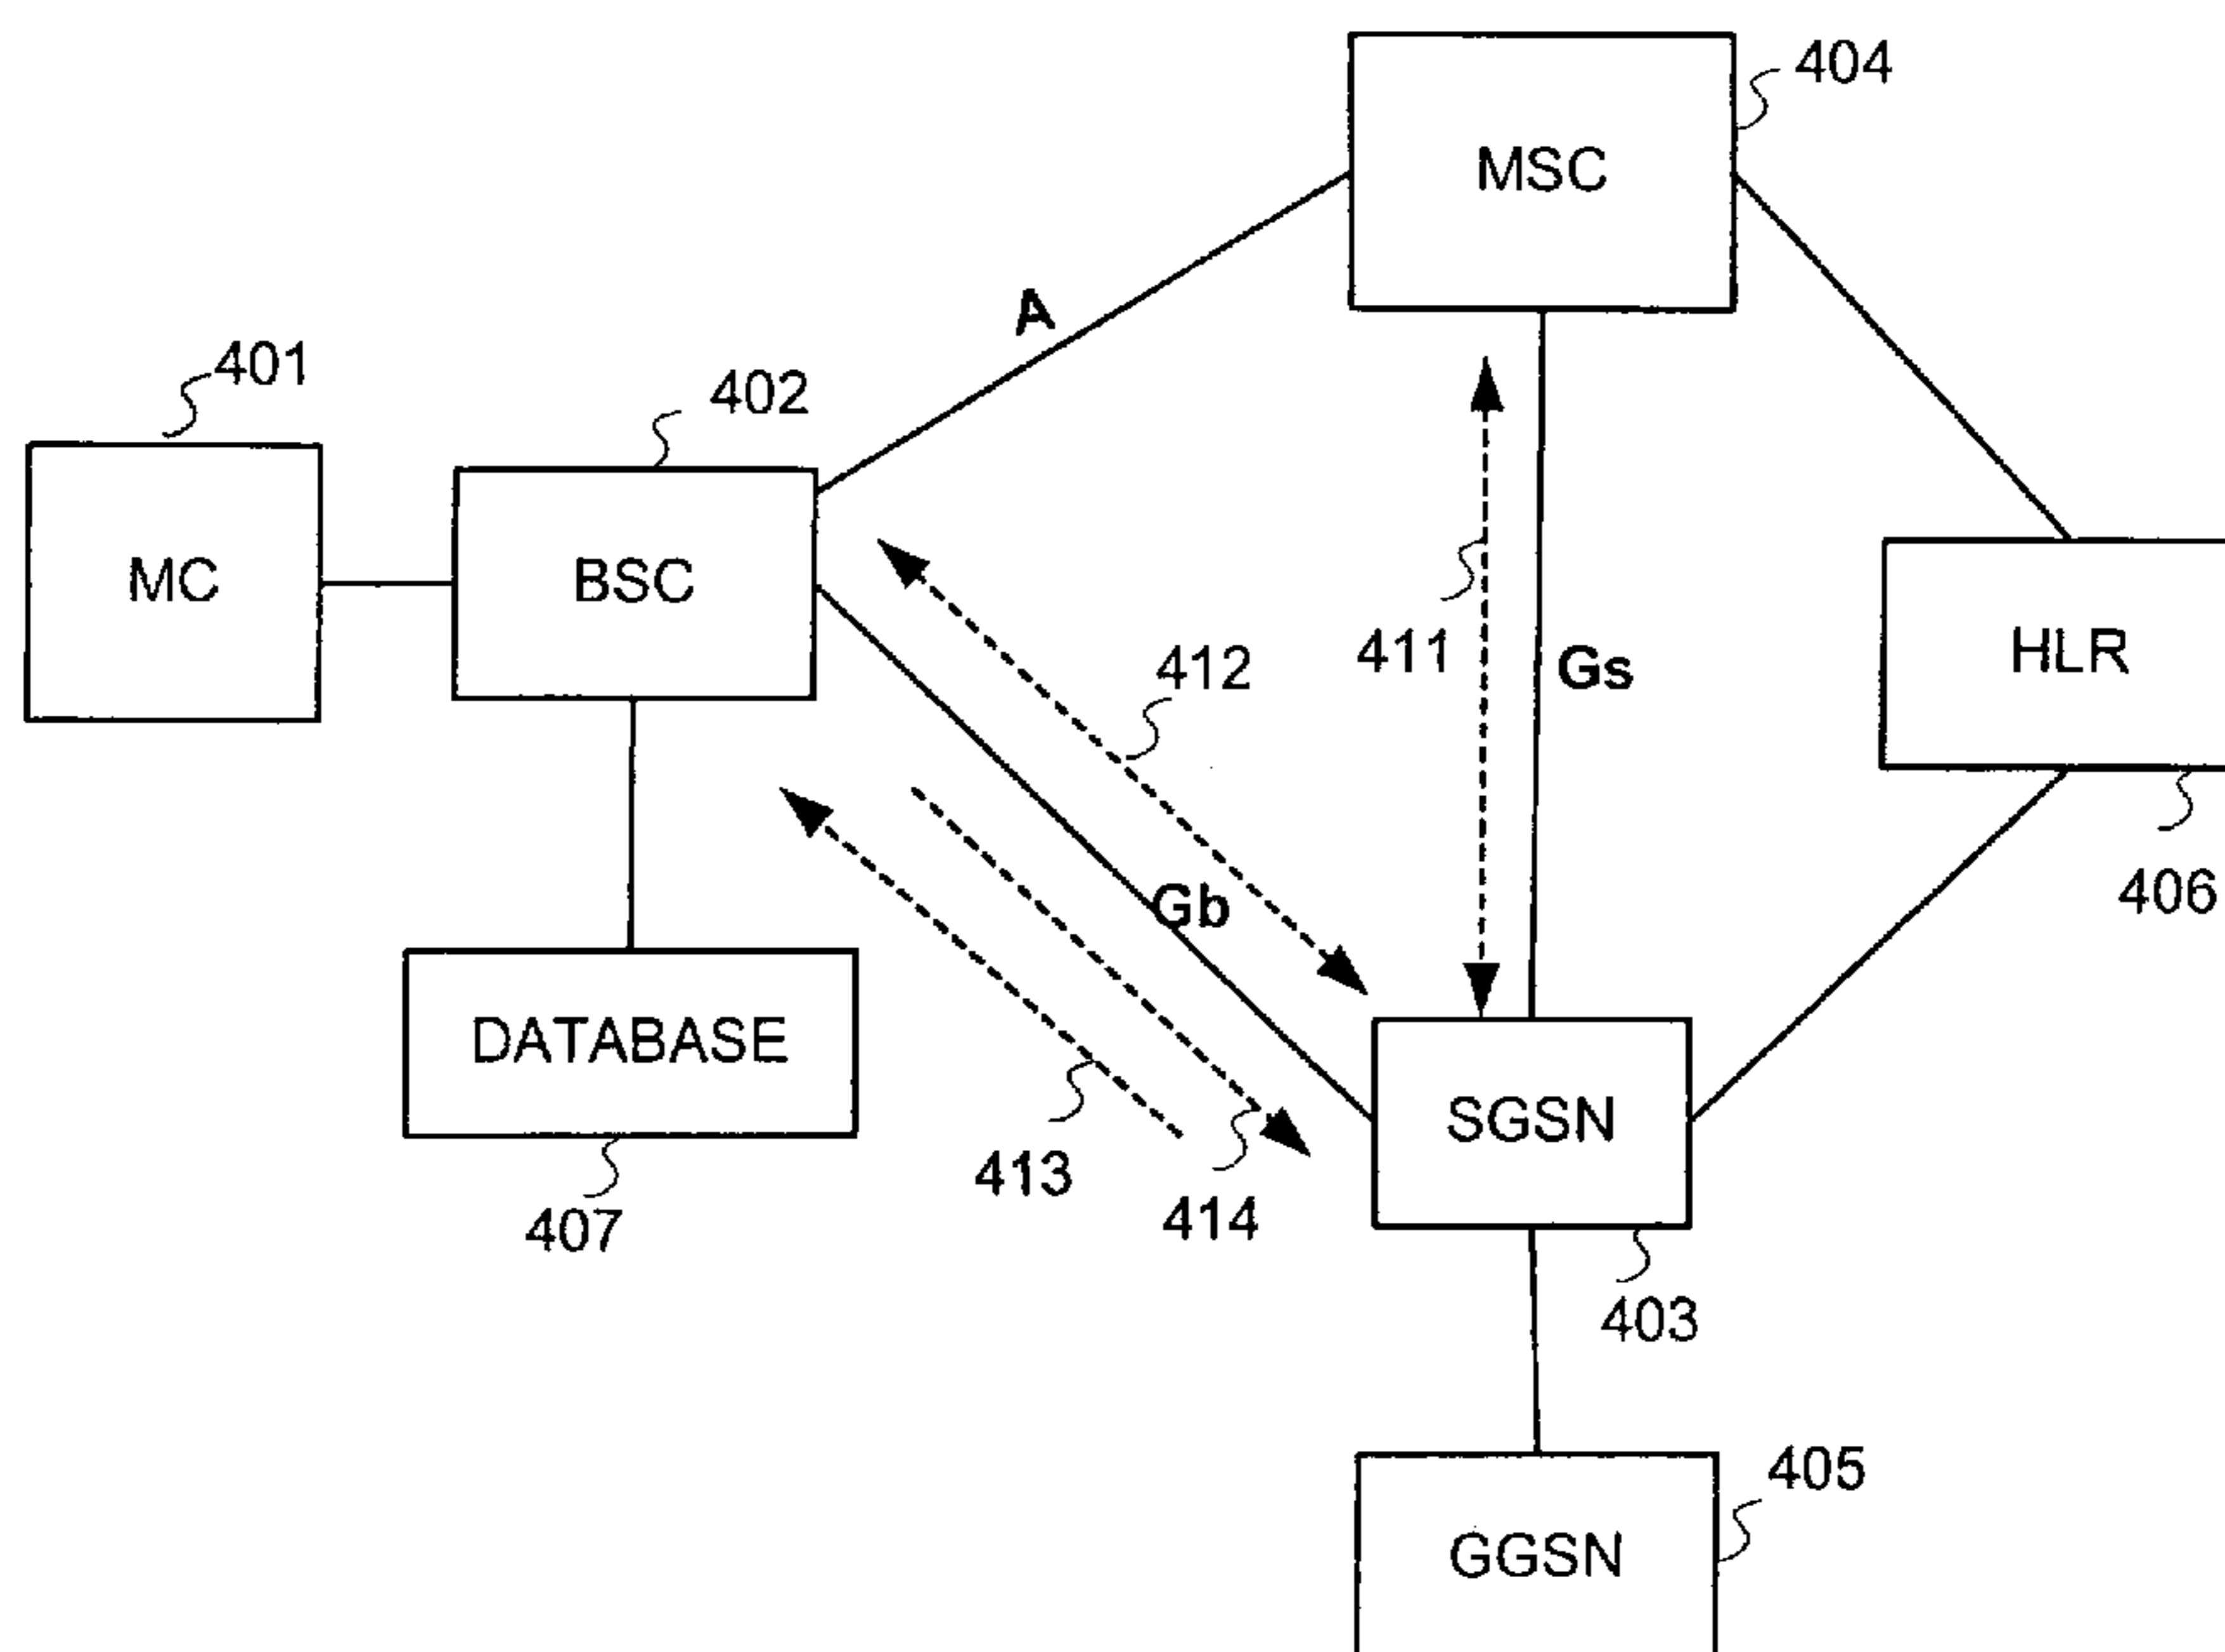 404
MSC
A
401
402
MC
BSC
412
411
Gs
HLR
Gb
406
DATABASE
SGSN
413
414
407
403
405
GGSN